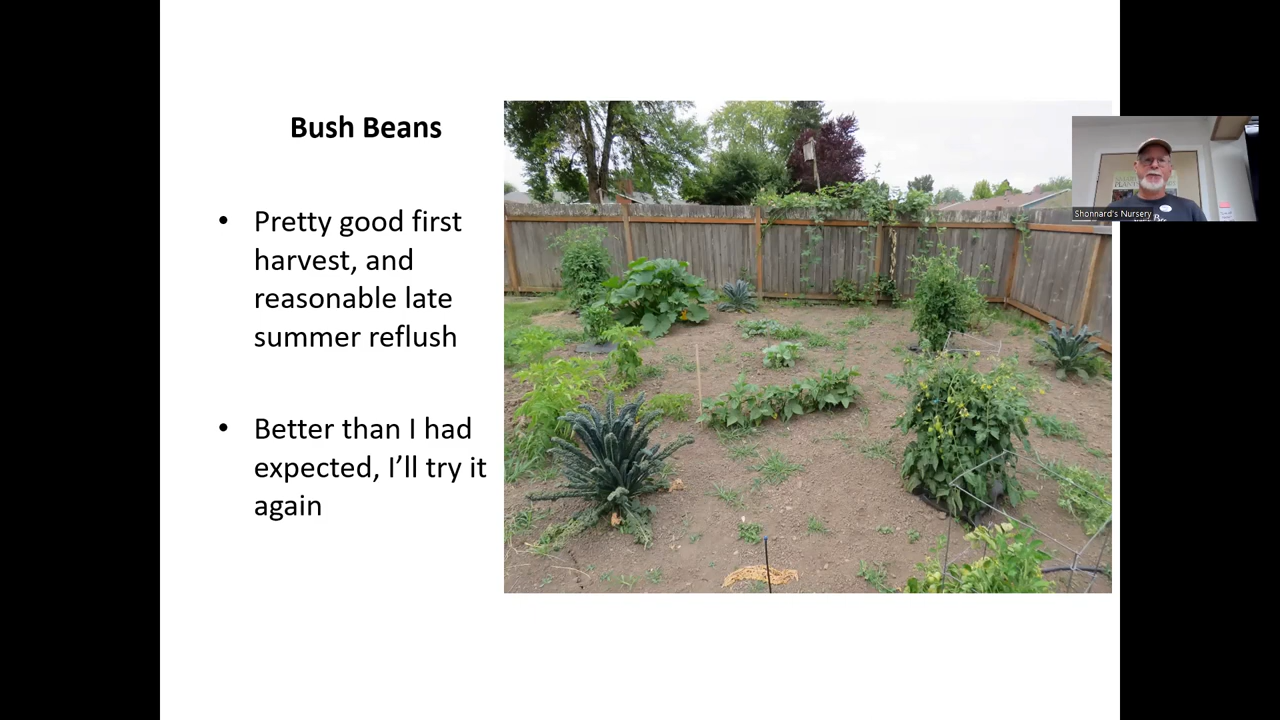 Bush Beans
• Pretty good first
harvest, and
reasonable late
summer reflush
• Better than I had
expected, I’ll try it
again
Shonnard's Nursery